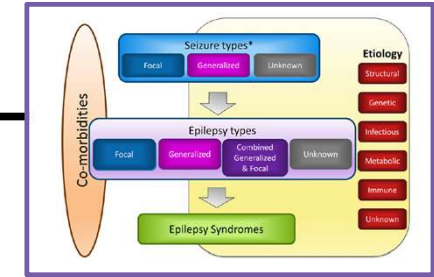 Co-morbidities
Seizure types*
Focal Generalized Unknown
Epilepsy types
Focal Generalized Combined Generalized & Focal Unknown
Epilepsy Syndromes
Etiology
Structural
Genetic
Infectious
Metabolic
Immune
Unknown